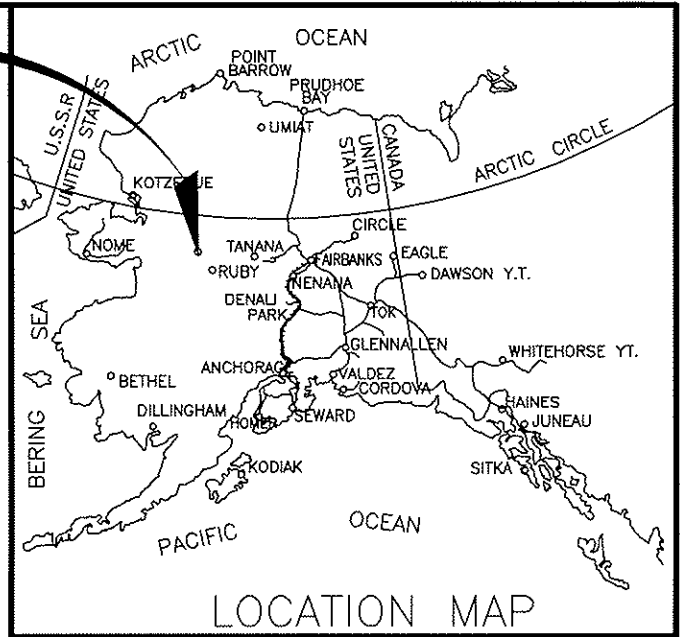 ARCTIC OCEAN
POINT
BARROW
PRUDHOE
BAY
UMIAT
U.S.S.R
UNITED STATES
CANADA
UNITED
STATES
ARCTIC CIRCLE
KOTZEBUE
CIRCLE
NOME
TANANA
FAIRBANKS
EAGLE
RUBY
NENANA
DAWSON Y.T.
DENALI
PARK
TOK
GLENNALLEN
WHITEHORSE YT.
ANCHORAGE
VALDEZ
BETHEL
CORDOVA
HAINES
DILLINGHAM
HOMER
SEWARD
JUNEAU
BERING SEA
KODIAK
SITKA
PACIFIC OCEAN
LOCATION MAP